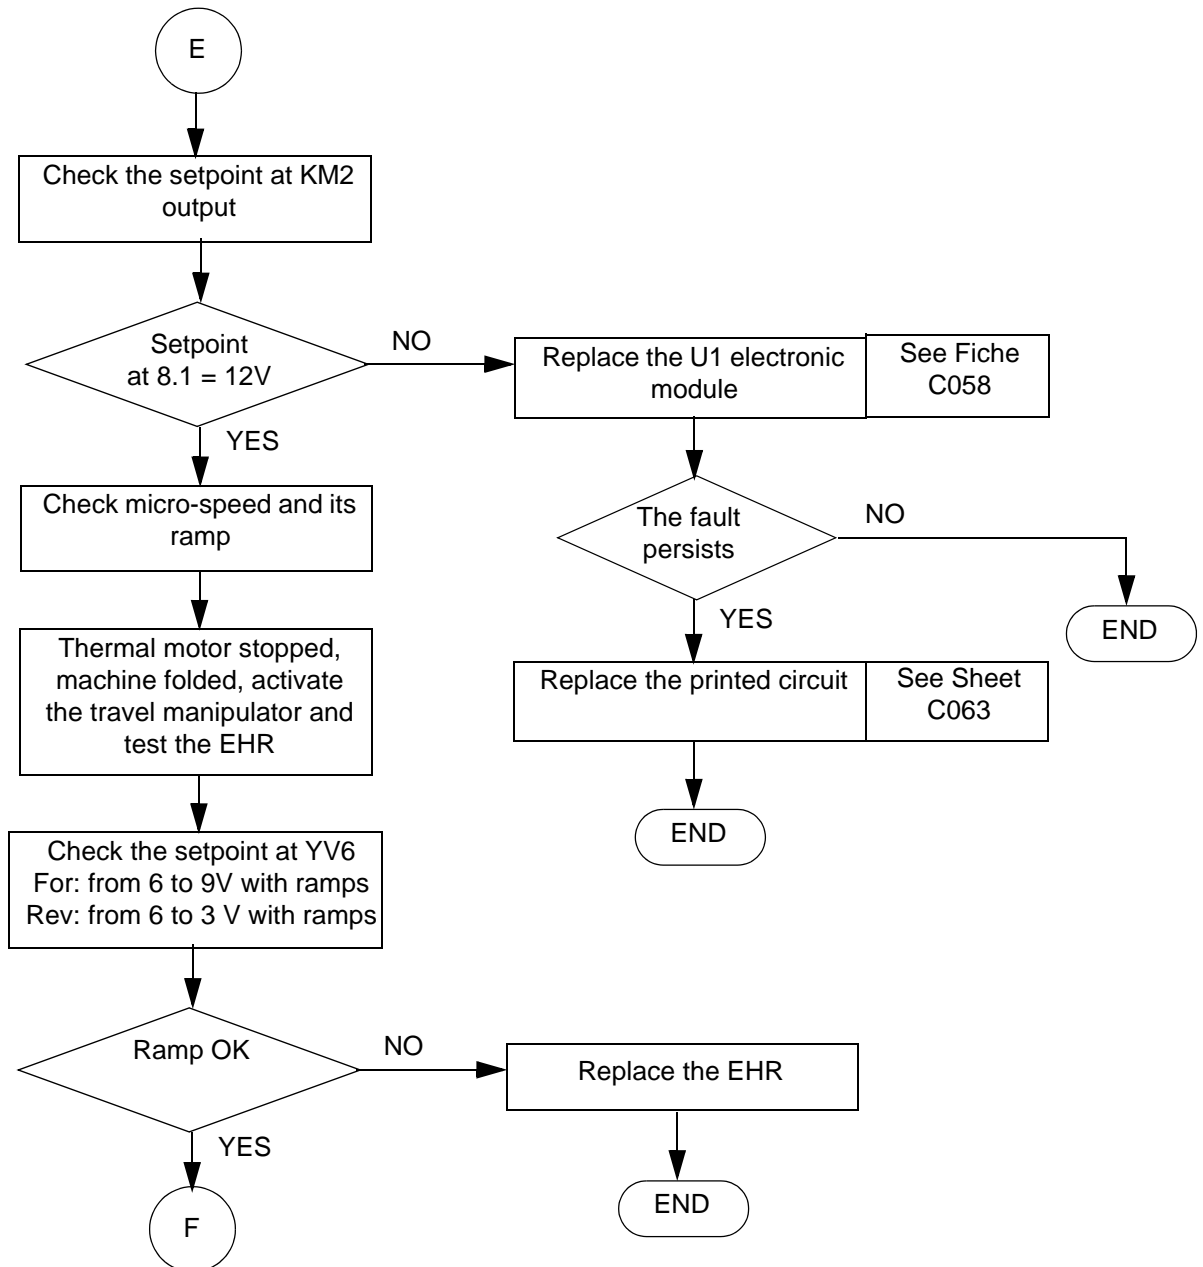 E
Check the setpoint at KM2
output
Setpoint
at 8.1 = 12V
NO
Replace the U1 electronic
module
See Fiche
C058
YES
Check micro-speed and its
ramp
The fault
persists
NO
END
YES
Thermal motor stopped,
machine folded, activate
the travel manipulator and
test the EHR
Replace the printed circuit
See Sheet
C063
END
Check the setpoint at YV6
For: from 6 to 9V with ramps
Rev: from 6 to 3 V with ramps
Ramp OK
NO
Replace the EHR
YES
END
F